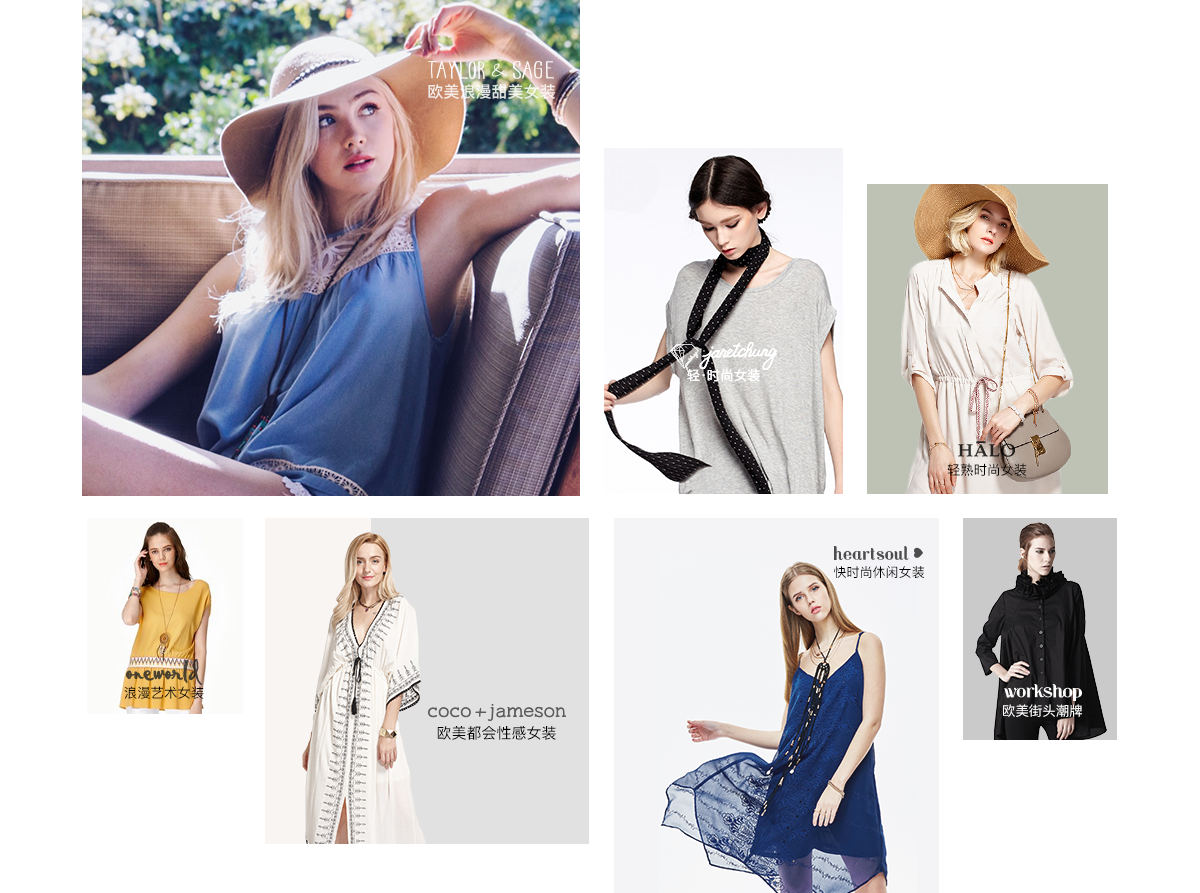 TAYLOR & SAGE
欧美浪漫甜美女装
janetchung
轻·时尚女装
HĀLO
轻熟时尚女装
oneworld
浪漫艺术女装
coco+jameson
欧美都会性感女装
heartsoul
快时尚休闲女装
workshop
欧美街头潮牌